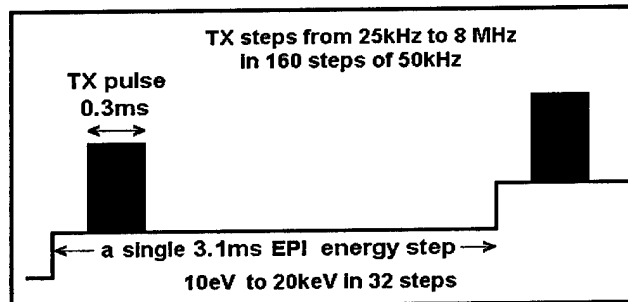 TX steps from 25kHz to 8 MHz
in 160 steps of 50kHz
TX pulse
0.3ms
a single 3.1ms EPI energy step
10eV to 20keV in 32 steps